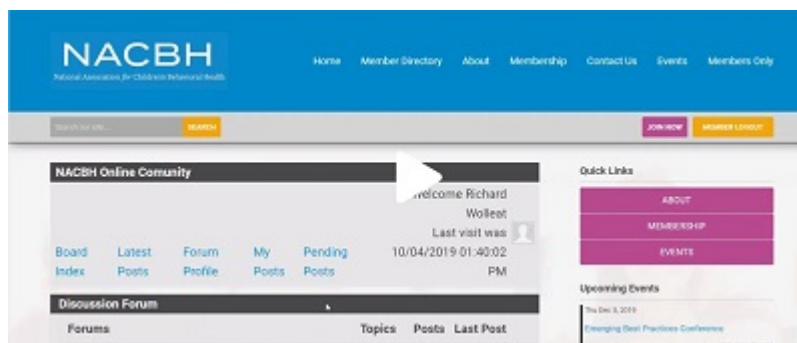 NACBH
National Association for Children's Behavioral Health
Home Member Directory About Membership Contact Us Events Members Only
Search our site... SEARCH JOIN NOW MEMBER LOGOUT
NACBH Online Comunity
Welcome Richard
Wolleat
Last visit was
10/04/2019 01:40:02
PM
Board Index
Latest Posts
Forum Profile
My Posts
Pending Posts
Discussion Forum
Forums Topics Posts Last Post
Quick Links
ABOUT
MEMBERSHIP
EVENTS
Upcoming Events
Thu Dec 5, 2019
Emerging Best Practices Conference